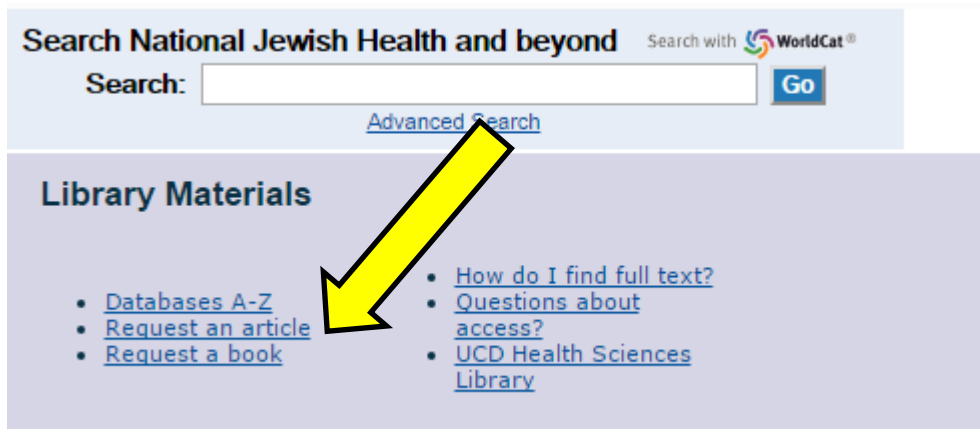 Search National Jewish Health and beyond Search with WorldCat®
Search: Go
Advanced Search
Library Materials
• Databases A-Z
• Request an article
• Request a book
• How do I find full text?
• Questions about
access?
• UCD Health Sciences
Library